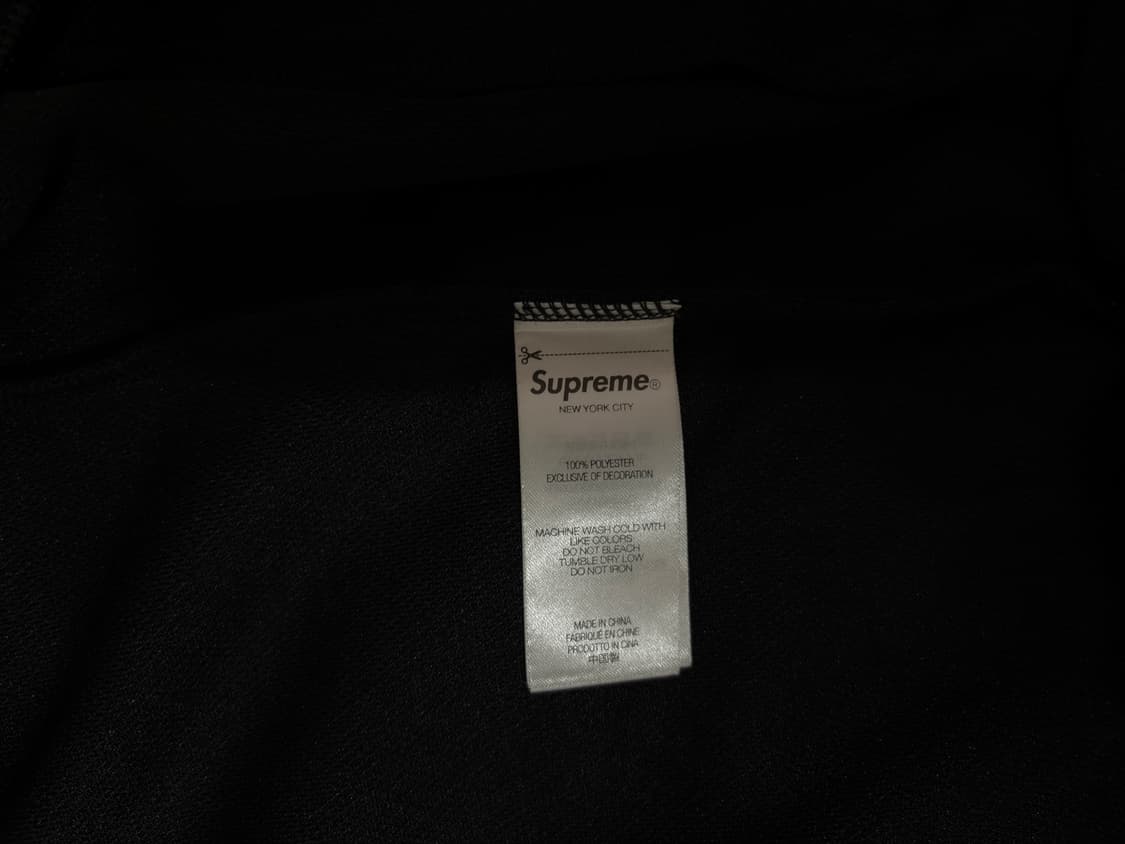 Supreme®
NEW YORK CITY
100% POLYESTER
EXCLUSIVE OF DECORATION
MACHINE WASH COLD WITH
LIKE COLORS
DO NOT BLEACH
TUMBLE DRY LOW
DO NOT IRON
MADE IN CHINA
FABRIQUÉ EN CHINE
PRODOTTO IN CINA
中国製